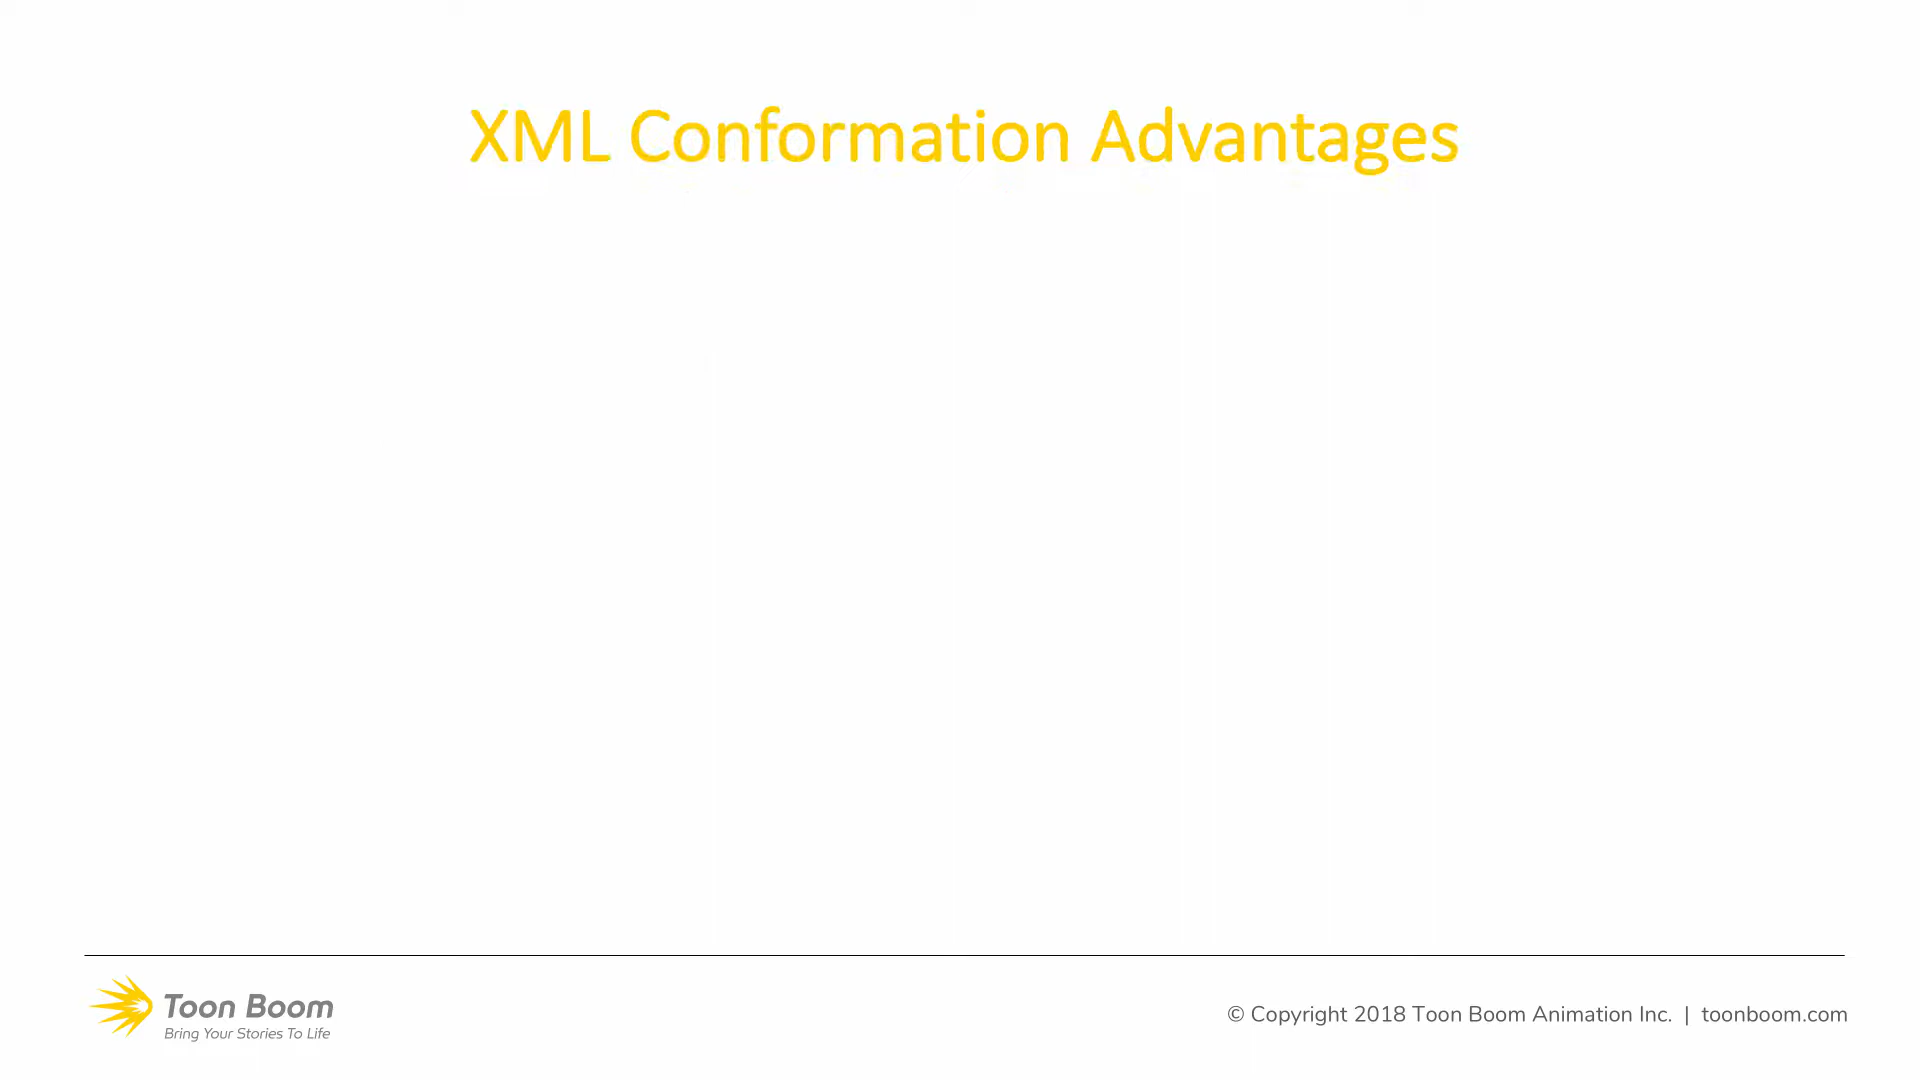 XML Conformation Advantages
Toon Boom
Bring Your Stories To Life
© Copyright 2018 Toon Boom Animation Inc. | toonboom.com